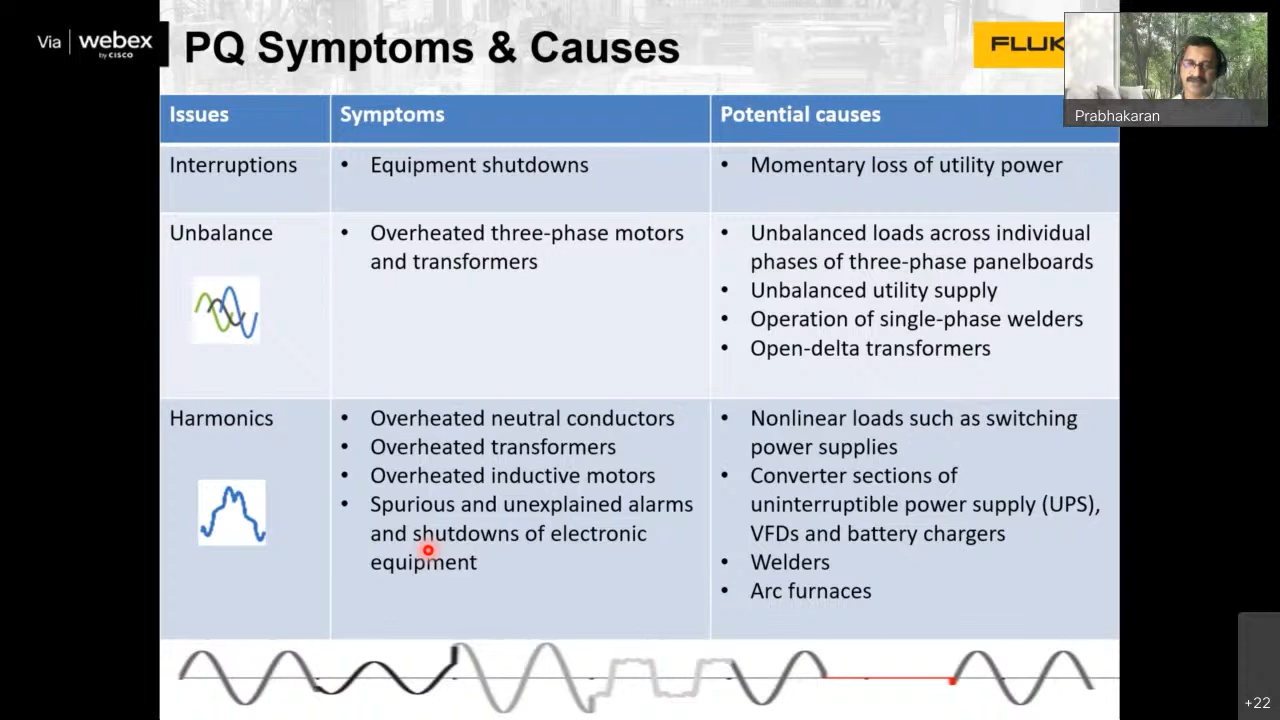 Via | webex
by CISCO
PQ Symptoms & Causes
FLUK
Prabhakaran
Issues
Symptoms
Potential causes
Interruptions
• Equipment shutdowns
• Momentary loss of utility power
Unbalance
• Overheated three-phase motors
and transformers
• Unbalanced loads across individual
phases of three-phase panelboards
• Unbalanced utility supply
• Operation of single-phase welders
• Open-delta transformers
Harmonics
• Overheated neutral conductors
• Overheated transformers
• Overheated inductive motors
• Spurious and unexplained alarms
and shutdowns of electronic
equipment
• Nonlinear loads such as switching
power supplies
• Converter sections of
uninterruptible power supply (UPS),
VFDs and battery chargers
• Welders
• Arc furnaces
+22